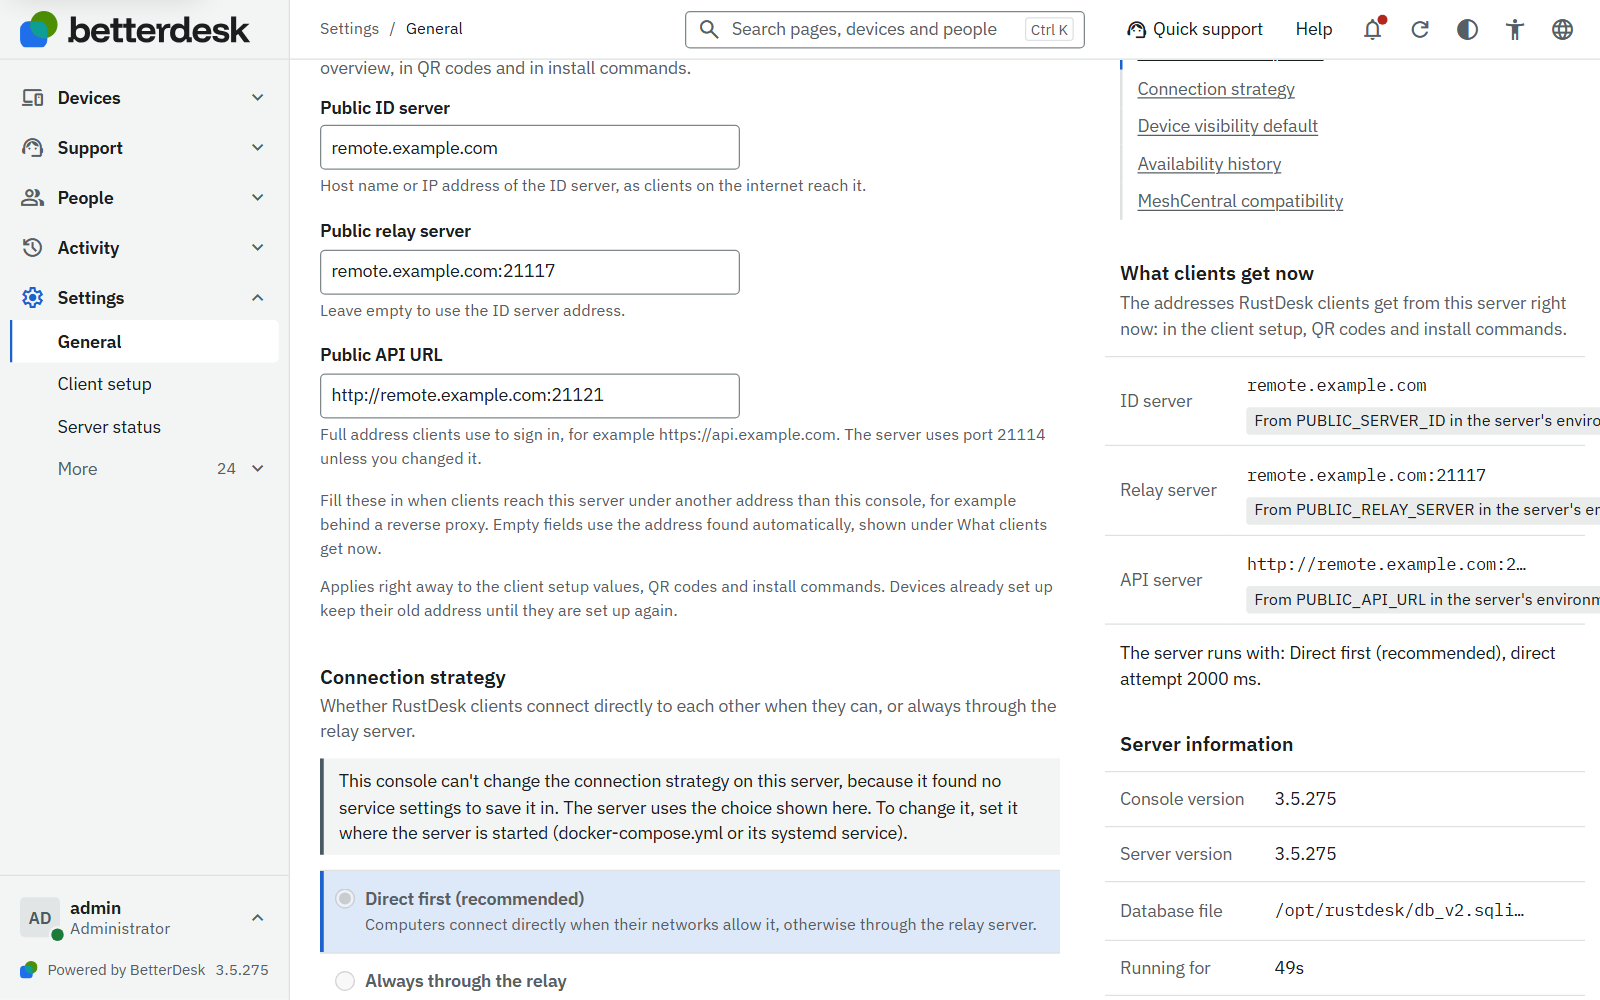 betterdesk
Devices
Support
People
Activity
Settings
General
Client setup
Server status
More 24
AD
admin
Administrator
Powered by BetterDesk 3.5.275
Settings / General
Search pages, devices and people Ctrl K
Quick support
Help
overview, in QR codes and in install commands.
Public ID server
remote.example.com
Host name or IP address of the ID server, as clients on the internet reach it.
Public relay server
remote.example.com:21117
Leave empty to use the ID server address.
Public API URL
http://remote.example.com:21121
Full address clients use to sign in, for example https://api.example.com. The server uses port 21114
unless you changed it.
Fill these in when clients reach this server under another address than this console, for example
behind a reverse proxy. Empty fields use the address found automatically, shown under What clients
get now.
Applies right away to the client setup values, QR codes and install commands. Devices already set up
keep their old address until they are set up again.
Connection strategy
Whether RustDesk clients connect directly to each other when they can, or always through the
relay server.
This console can't change the connection strategy on this server, because it found no
service settings to save it in. The server uses the choice shown here. To change it, set it
where the server is started (docker-compose.yml or its systemd service).
Direct first (recommended)
Computers connect directly when their networks allow it, otherwise through the relay server.
Always through the relay
Connection strategy
Device visibility default
Availability history
MeshCentral compatibility
What clients get now
The addresses RustDesk clients get from this server right
now: in the client setup, QR codes and install commands.
ID server
remote.example.com
From PUBLIC_SERVER_ID in the server's enviro
Relay server
remote.example.com:21117
From PUBLIC_RELAY_SERVER in the server's e
API server
http://remote.example.com:2…
From PUBLIC_API_URL in the server's environ
The server runs with: Direct first (recommended), direct
attempt 2000 ms.
Server information
Console version 3.5.275
Server version 3.5.275
Database file /opt/rustdesk/db_v2.sqli…
Running for 49s